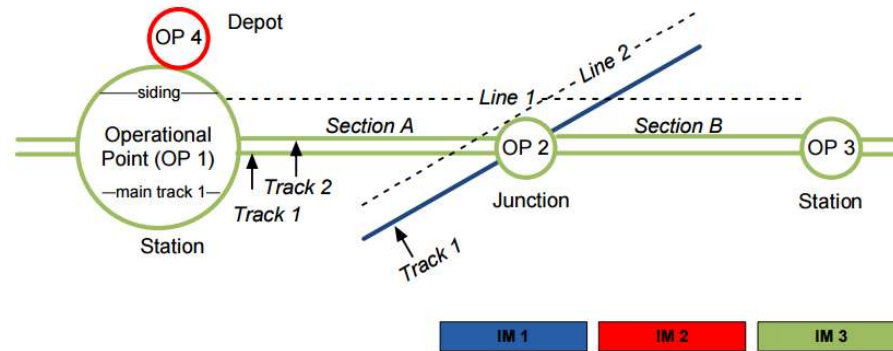 OP 4
Depot
siding
Line 1
Line 2
Operational
Point (OP 1)
Section A
OP 2
Section B
OP 3
main track 1
Track 2
Track 1
Junction
Station
Station
Track 1
IM 1
IM 2
IM 3